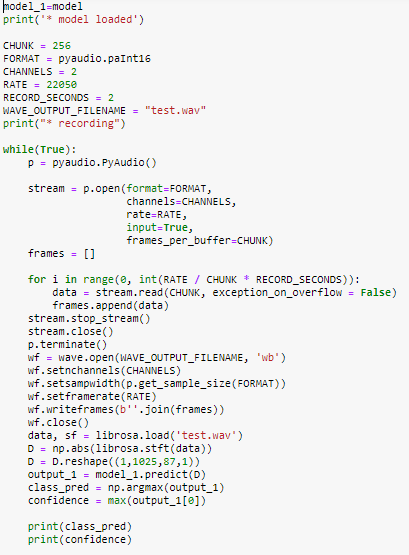 model_1=model
print('* model loaded')

CHUNK = 256
FORMAT = pyaudio.paInt16
CHANNELS = 2
RATE = 22050
RECORD_SECONDS = 2
WAVE_OUTPUT_FILENAME = "test.wav"
print("* recording")

while(True):
    p = pyaudio.PyAudio()

    stream = p.open(format=FORMAT,
                    channels=CHANNELS,
                    rate=RATE,
                    input=True,
                    frames_per_buffer=CHUNK)
    frames = []

    for i in range(0, int(RATE / CHUNK * RECORD_SECONDS)):
        data = stream.read(CHUNK, exception_on_overflow = False)
        frames.append(data)
    stream.stop_stream()
    stream.close()
    p.terminate()
    wf = wave.open(WAVE_OUTPUT_FILENAME, 'wb')
    wf.setnchannels(CHANNELS)
    wf.setsampwidth(p.get_sample_size(FORMAT))
    wf.setframerate(RATE)
    wf.writeframes(b''.join(frames))
    wf.close()
    data, sf = librosa.load('test.wav')
    D = np.abs(librosa.stft(data))
    D = D.reshape((1,1025,87,1))
    output_1 = model_1.predict(D)
    class_pred = np.argmax(output_1)
    confidence = max(output_1[0])

    print(class_pred)
    print(confidence)